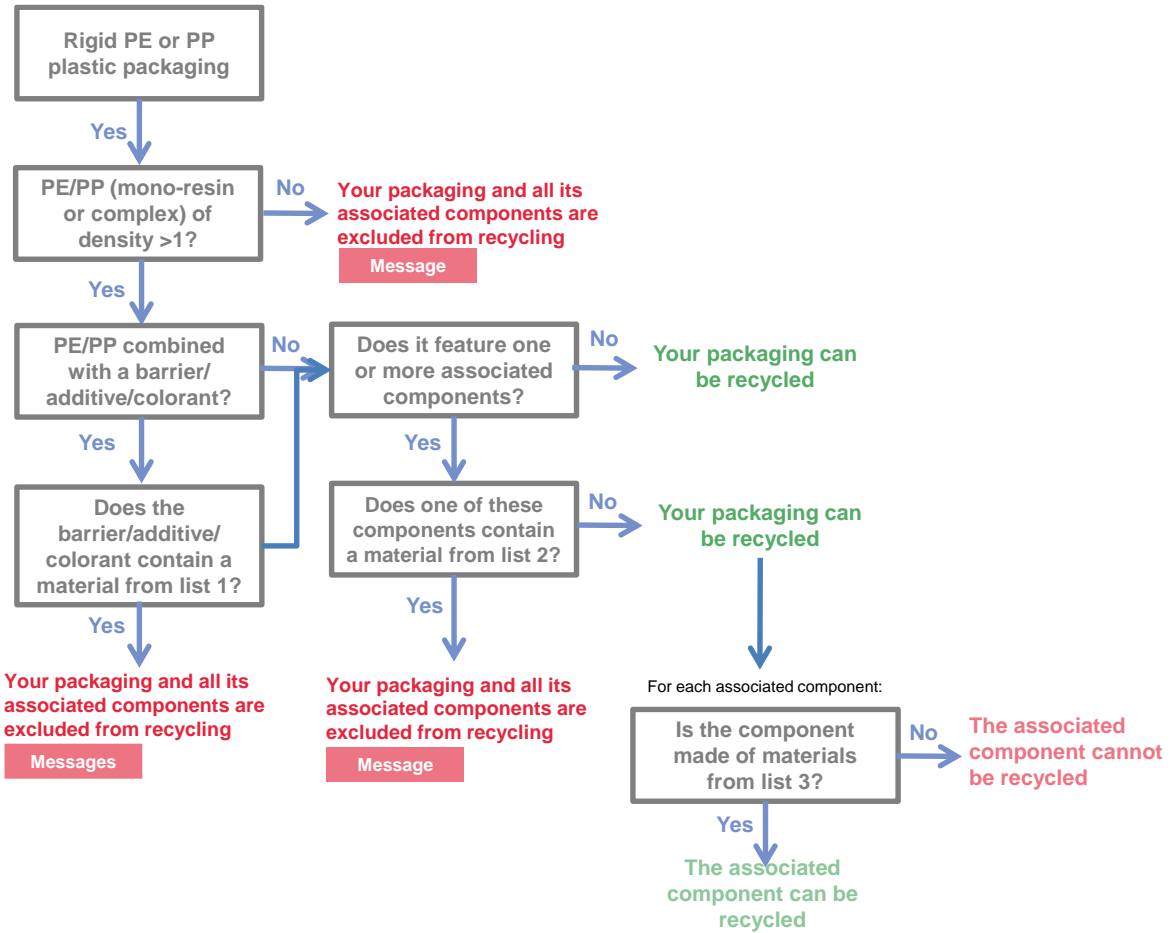 Rigid PE or PP
plastic packaging
Yes
PE/PP (mono-resin
or complex) of
density >1?
No
Your packaging and all its
associated components are
excluded from recycling
Message
Yes
PE/PP combined
with a barrier/
additive/colorant?
No
Does it feature one
or more associated
components?
No
Your packaging can
be recycled
Yes
Yes
Does the
barrier/additive/
colorant contain a
material from list 1?
Does one of these
components contain
a material from list 2?
No
Your packaging can
be recycled
Yes
Yes
Your packaging and all its
associated components are
excluded from recycling
Messages
Your packaging and all its
associated components are
excluded from recycling
Message
For each associated component:
Is the component
made of materials
from list 3?
No
The associated
component cannot
be recycled
Yes
The associated
component can be
recycled